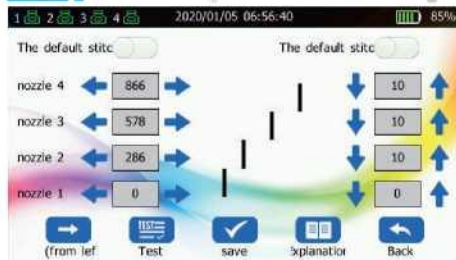 1 2 3 4 2020/01/05 06:56:40 85%
The default stitc The default stitc
nozzle 4 866 10
nozzle 3 578 10
nozzle 2 286 10
nozzle 1 0 0
(from lef Test save xplanation Back
TEST